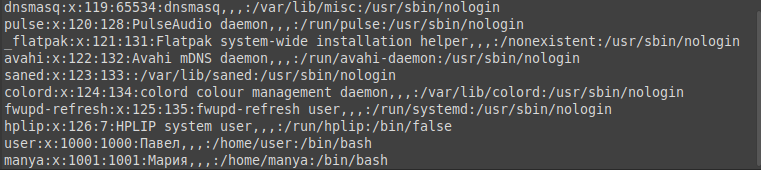 dnsmasq:x:119:65534:dnsmasq,,,:/var/lib/misc:/usr/sbin/nologin
pulse:x:120:128:PulseAudio daemon,,,:/run/pulse:/usr/sbin/nologin
_flatpak:x:121:131:Flatpak system-wide installation helper,,,:/nonexistent:/usr/sbin/nologin
avahi:x:122:132:Avahi mDNS daemon,,,:/run/avahi-daemon:/usr/sbin/nologin
saned:x:123:133::/var/lib/saned:/usr/sbin/nologin
colord:x:124:134:colord colour management daemon,,,:/var/lib/colord:/usr/sbin/nologin
fwupd-refresh:x:125:135:fwupd-refresh user,,,:/run/systemd:/usr/sbin/nologin
hplip:x:126:7:HPLIP system user,,,:/run/hplip:/bin/false
user:x:1000:1000:Павел,,,:/home/user:/bin/bash
manya:x:1001:1001:Мария,,,:/home/manya:/bin/bash